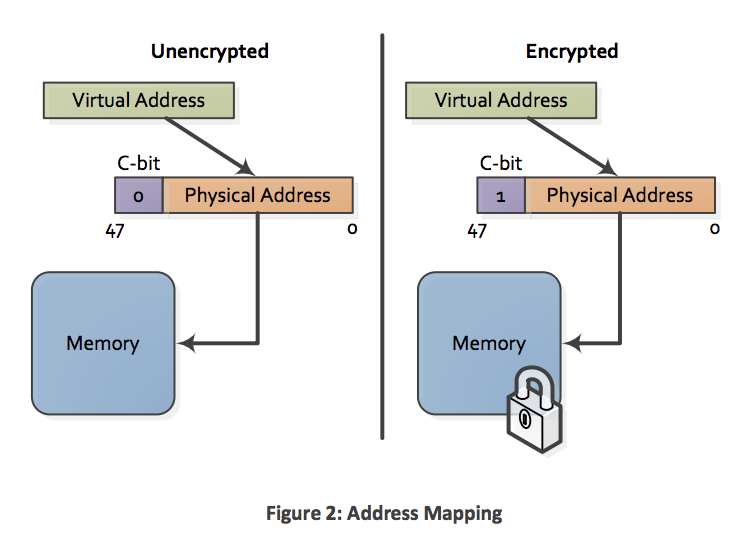 Unencrypted
Virtual Address
C-bit
0 Physical Address
47 0
Memory
Encrypted
Virtual Address
C-bit
1 Physical Address
47 0
Memory
Figure 2: Address Mapping